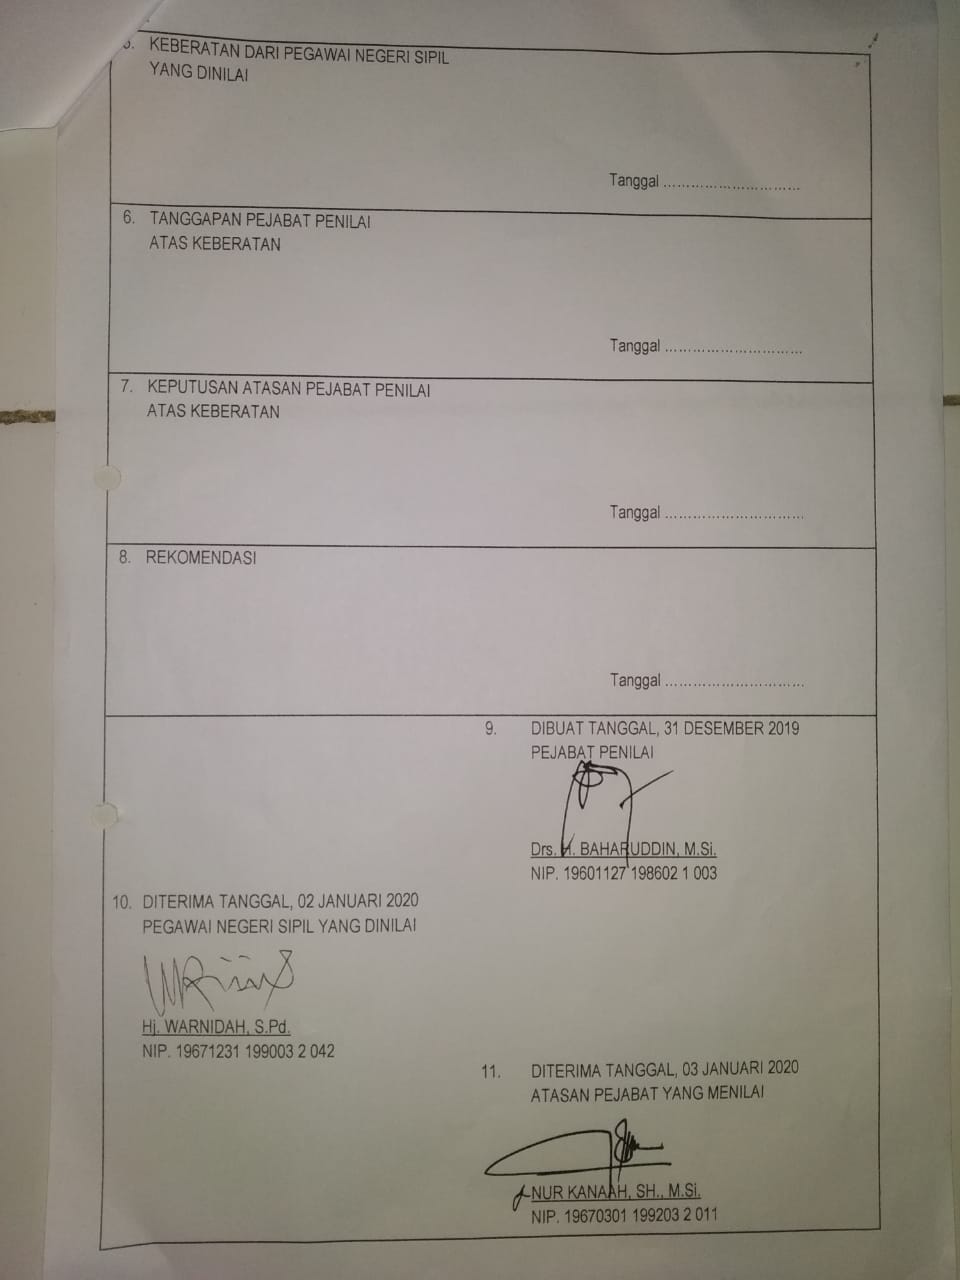 5. KEBERATAN DARI PEGAWAI NEGERI SIPIL
YANG DINILAI
Tanggal ................................
6. TANGGAPAN PEJABAT PENILAI
ATAS KEBERATAN
Tanggal ................................
7. KEPUTUSAN ATASAN PEJABAT PENILAI
ATAS KEBERATAN
Tanggal ................................
8. REKOMENDASI
Tanggal ................................
9. DIBUAT TANGGAL, 31 DESEMBER 2019
PEJABAT PENILAI
Drs. H. BAHARUDDIN, M.Si.
NIP. 19601127 198602 1 003
10. DITERIMA TANGGAL, 02 JANUARI 2020
PEGAWAI NEGERI SIPIL YANG DINILAI
Hj. WARNIDAH, S.Pd.
NIP. 19671231 199003 2 042
11. DITERIMA TANGGAL, 03 JANUARI 2020
ATASAN PEJABAT YANG MENILAI
NUR KANAAH, SH., M.Si.
NIP. 19670301 199203 2 011